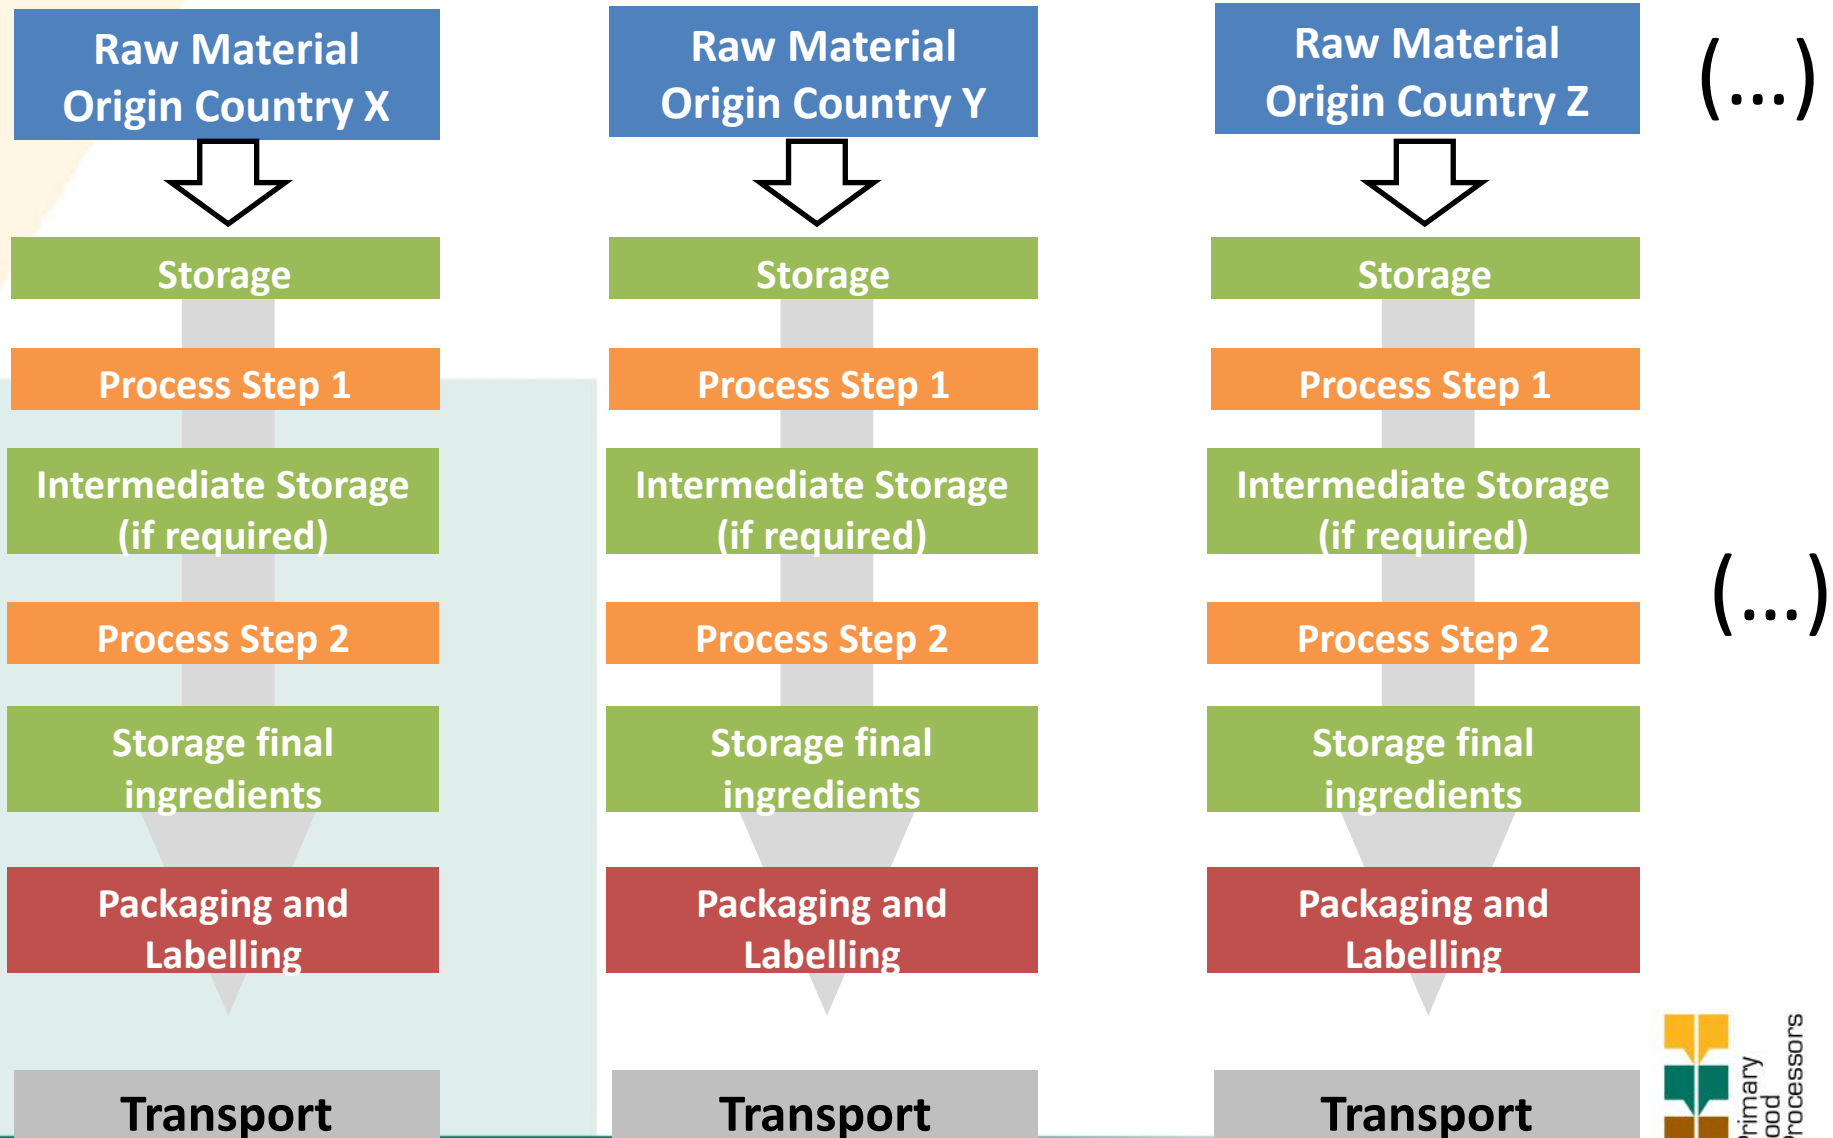 Raw Material
Origin Country X
Raw Material
Origin Country Y
Raw Material
Origin Country Z
(...)
Storage
Storage
Storage
Process Step 1
Process Step 1
Process Step 1
Intermediate Storage
(if required)
Intermediate Storage
(if required)
Intermediate Storage
(if required)
(...)
Process Step 2
Process Step 2
Process Step 2
Storage final
ingredients
Storage final
ingredients
Storage final
ingredients
Packaging and
Labelling
Packaging and
Labelling
Packaging and
Labelling
Transport
Transport
Transport
Primary
Food
Processors